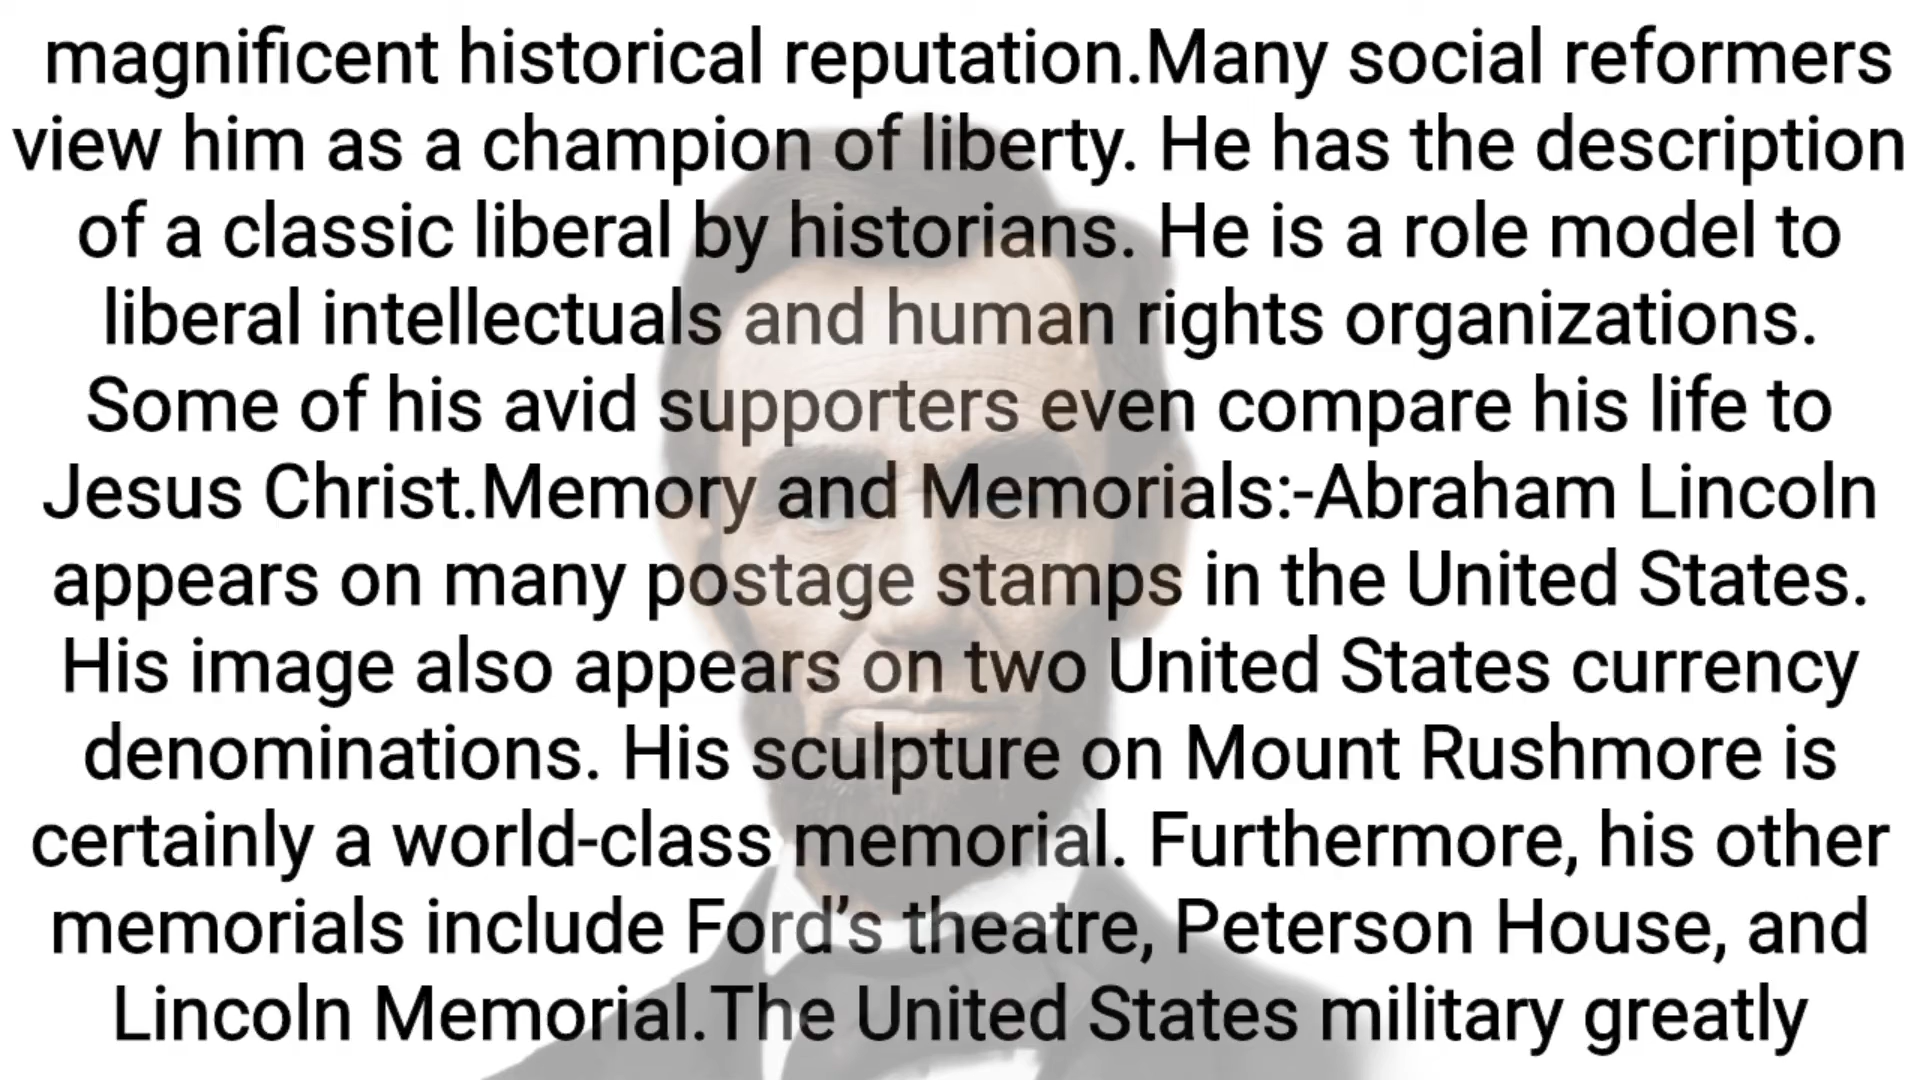 magnificent historical reputation.Many social reformers
view him as a champion of liberty. He has the description
of a classic liberal by historians. He is a role model to
liberal intellectuals and human rights organizations.
Some of his avid supporters even compare his life to
Jesus Christ.Memory and Memorials:-Abraham Lincoln
appears on many postage stamps in the United States.
His image also appears on two United States currency
denominations. His sculpture on Mount Rushmore is
certainly a world-class memorial. Furthermore, his other
memorials include Ford’s theatre, Peterson House, and
Lincoln Memorial.The United States military greatly